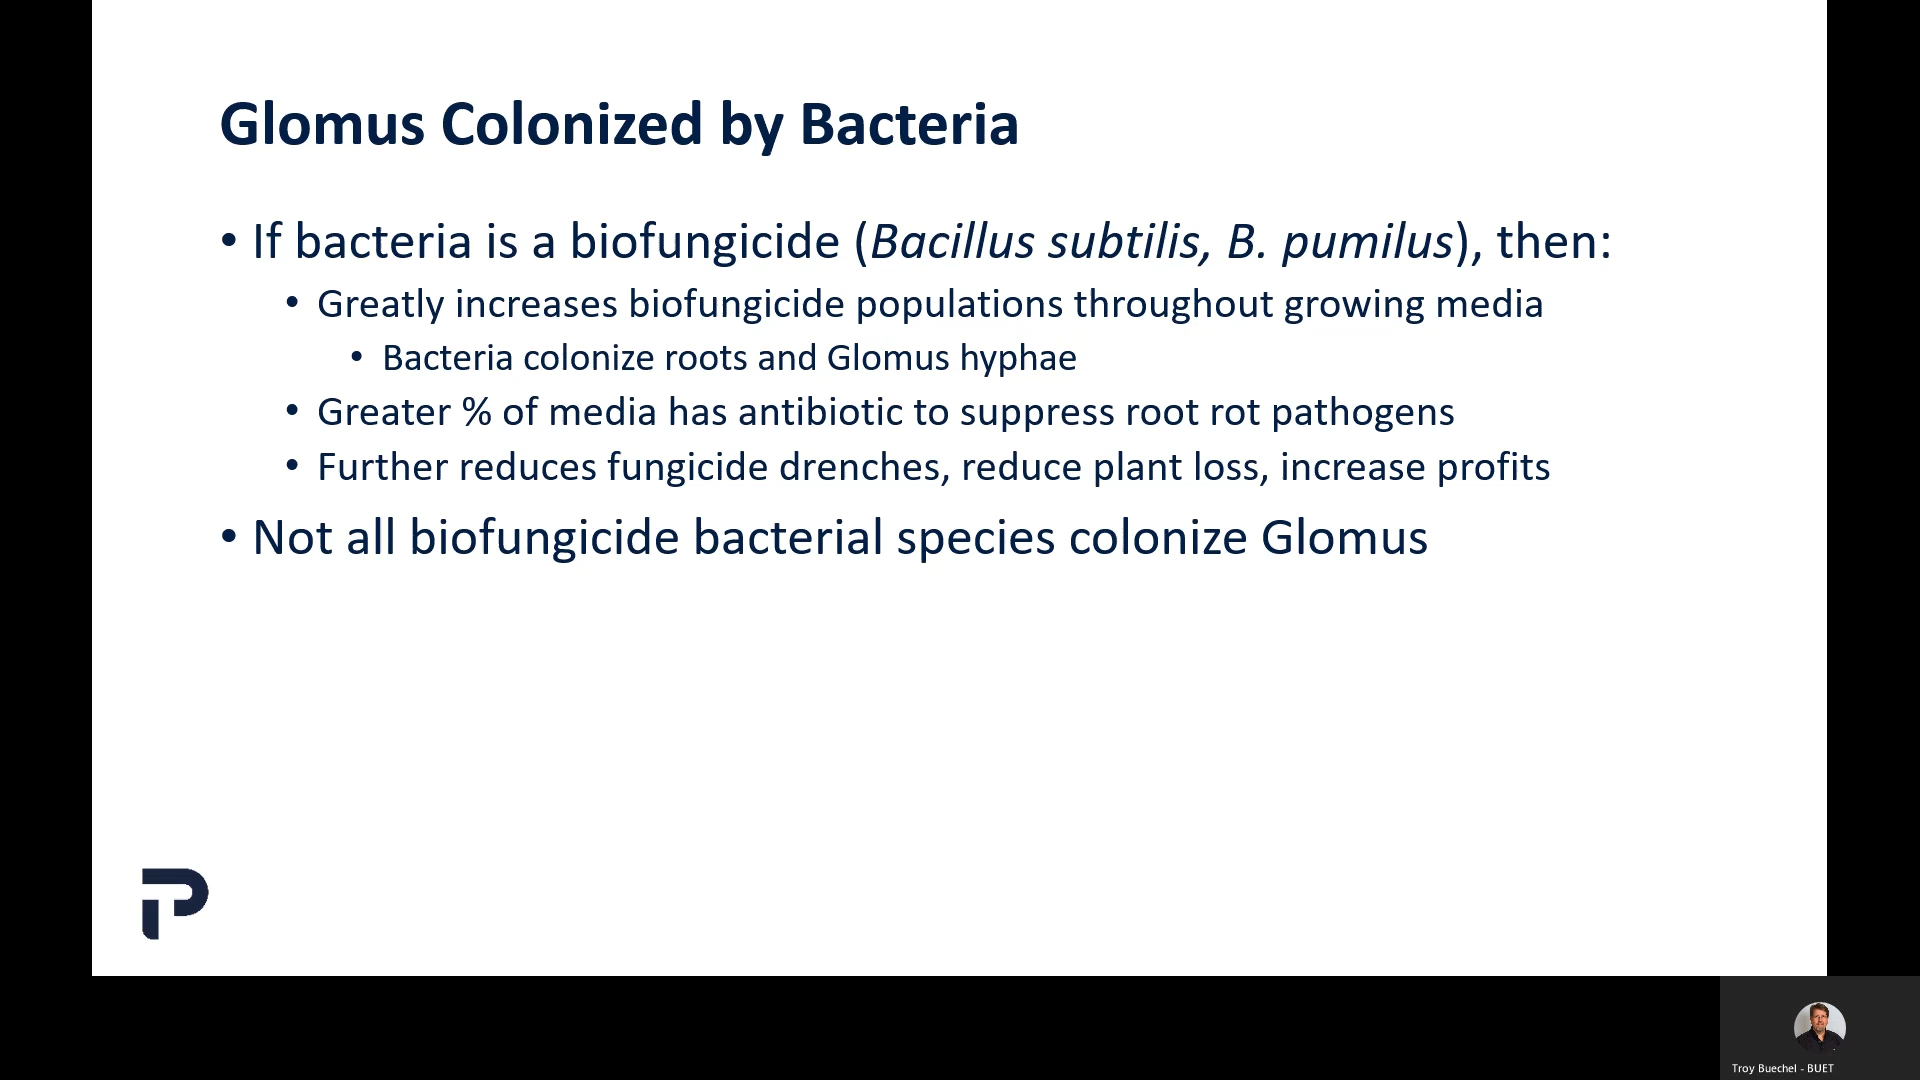 Glomus Colonized by Bacteria
• If bacteria is a biofungicide (Bacillus subtilis, B. pumilus), then:
• Greatly increases biofungicide populations throughout growing media
• Bacteria colonize roots and Glomus hyphae
• Greater % of media has antibiotic to suppress root rot pathogens
• Further reduces fungicide drenches, reduce plant loss, increase profits
• Not all biofungicide bacterial species colonize Glomus
P
Troy Buechel - BUET